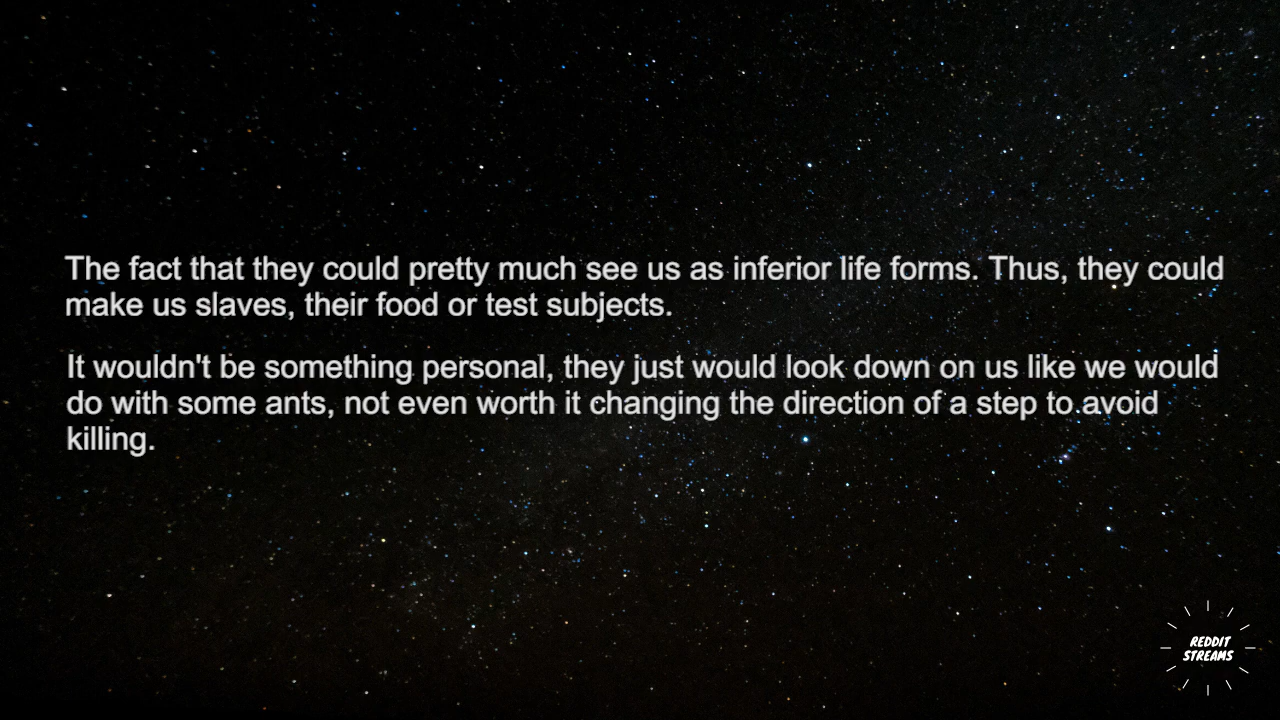 The fact that they could pretty much see us as inferior life forms. Thus, they could
make us slaves, their food or test subjects.
It wouldn't be something personal, they just would look down on us like we would
do with some ants, not even worth it changing the direction of a step to avoid
killing.
REDDIT
STREAMS